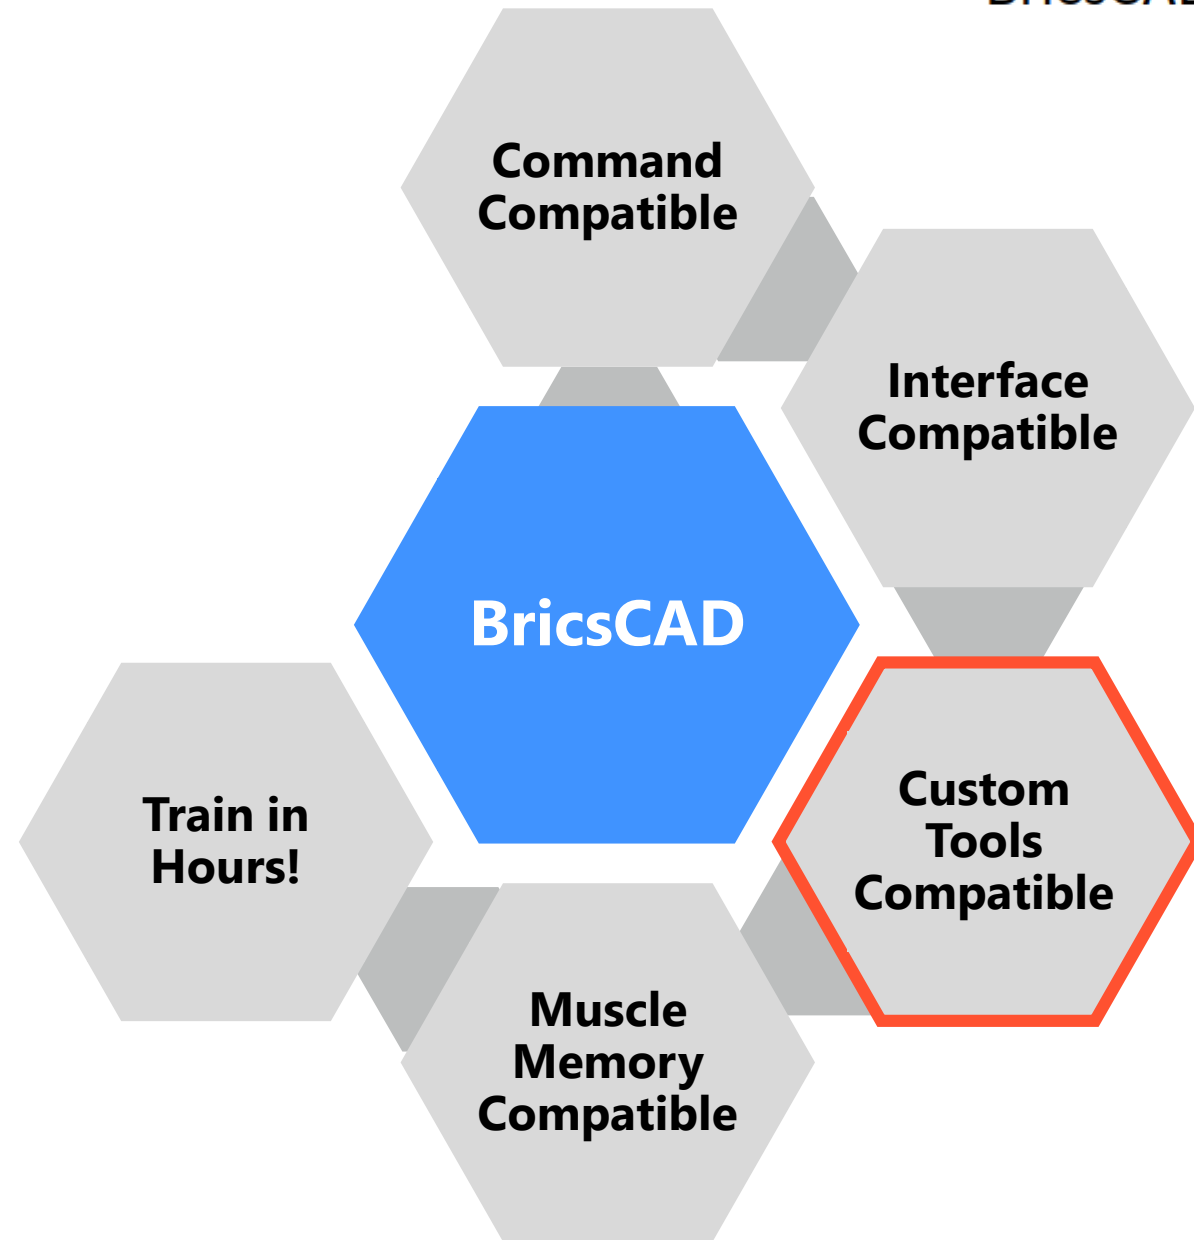 Command
Compatible
Interface
Compatible
BricsCAD
Custom
Tools
Compatible
Train in
Hours!
Muscle
Memory
Compatible